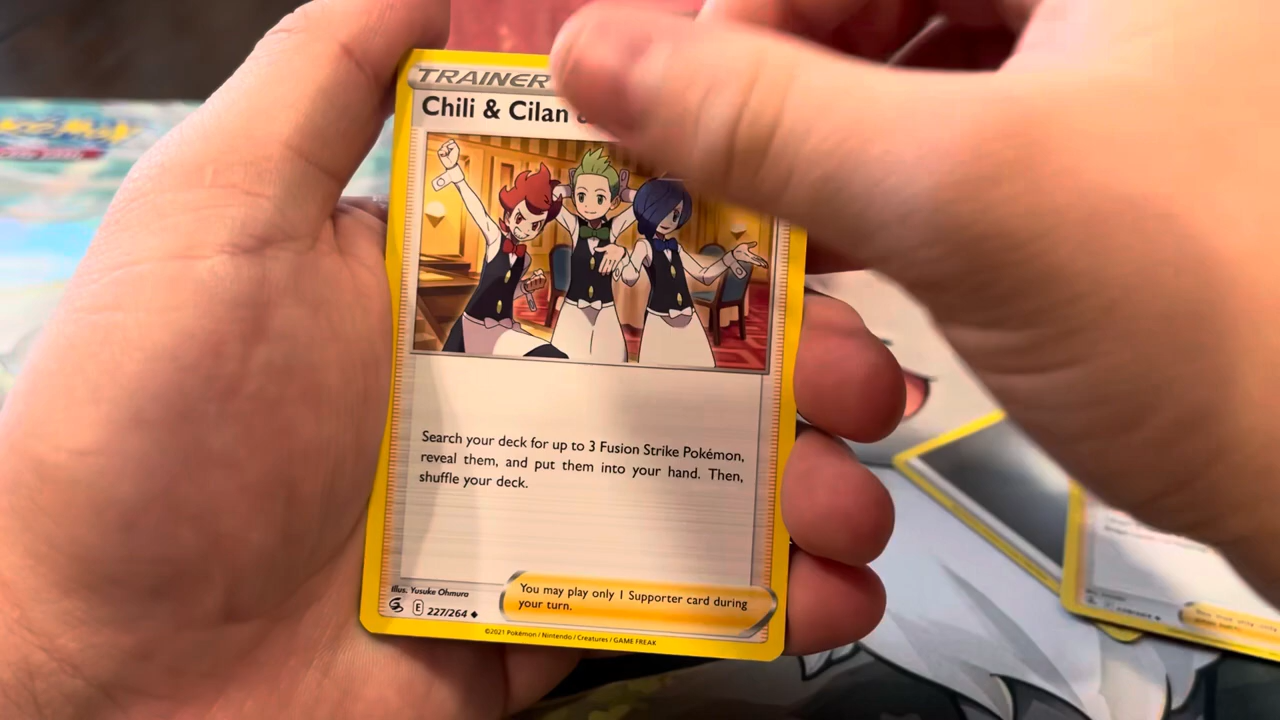 TRAINER
Chili & Cilan
Search your deck for up to 3 Fusion Strike Pokémon,
reveal them, and put them into your hand. Then,
shuffle your deck.
Illus. Yusuke Ohmura
You may play only 1 Supporter card during
your turn.
E 227/264
©2021 Pokémon / Nintendo / Creatures / GAME FREAK